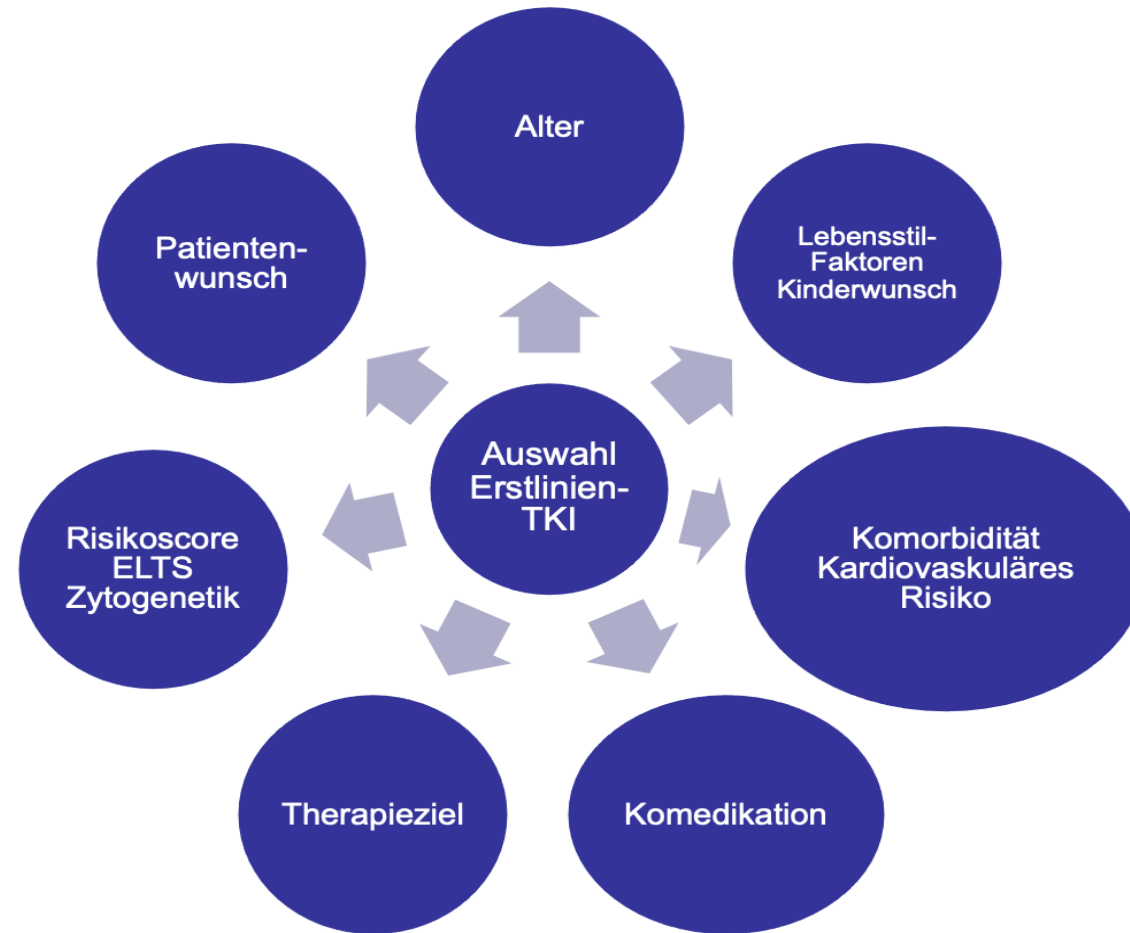 Alter
Lebensstil-
Faktoren
Kinderwunsch
Komorbidität
Kardiovaskuläres
Risiko
Komedikation
Therapieziel
Risikoscore
ELTS
Zytogenetik
Patienten-
wunsch
Auswahl
Erstlinien-
TKI